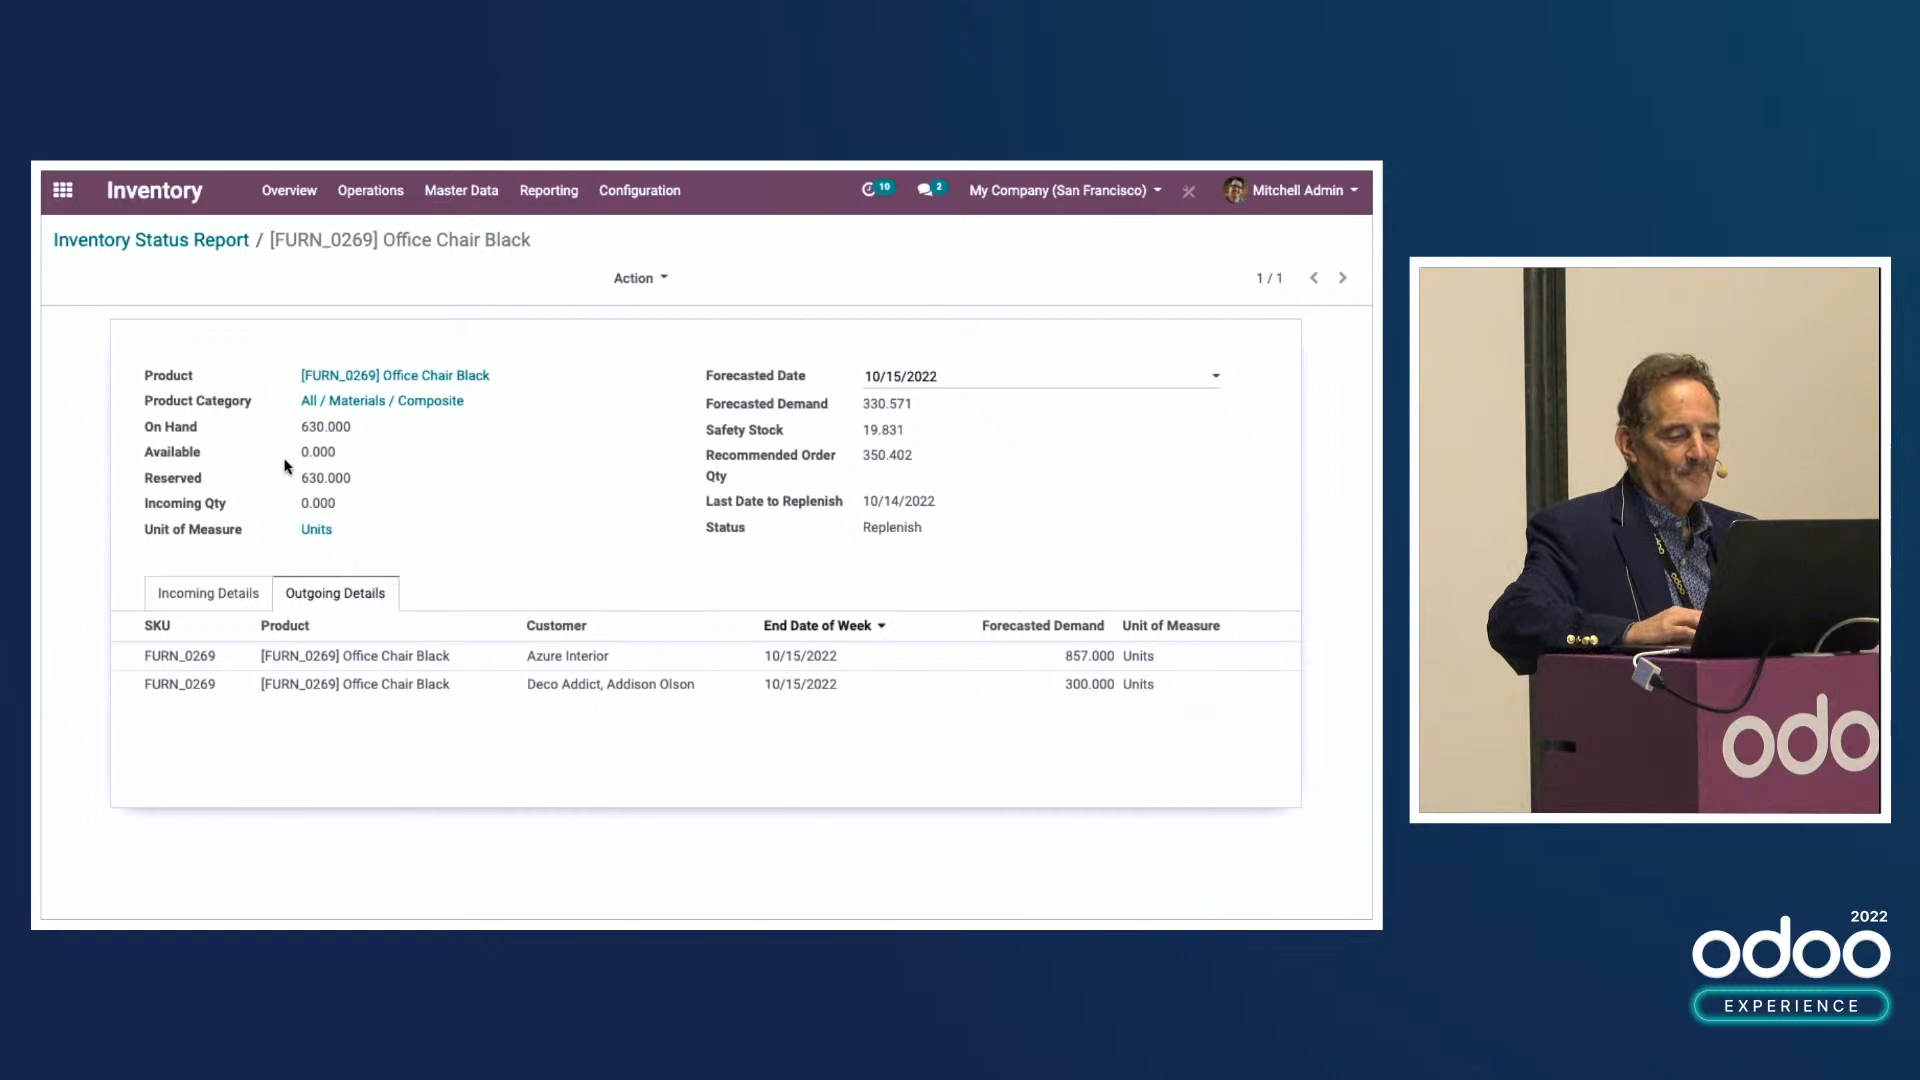 Inventory
Overview Operations Master Data Reporting Configuration
10 2 My Company (San Francisco) Mitchell Admin
Inventory Status Report / [FURN_0269] Office Chair Black
Action
1 / 1
Product [FURN_0269] Office Chair Black
Product Category All / Materials / Composite
On Hand 630.000
Available 0.000
Reserved 630.000
Incoming Qty 0.000
Unit of Measure Units
Forecasted Date 10/15/2022
Forecasted Demand 330.571
Safety Stock 19.831
Recommended Order Qty 350.402
Last Date to Replenish 10/14/2022
Status Replenish
Incoming Details Outgoing Details
SKU Product Customer End Date of Week Forecasted Demand Unit of Measure
FURN_0269 [FURN_0269] Office Chair Black Azure Interior 10/15/2022 857.000 Units
FURN_0269 [FURN_0269] Office Chair Black Deco Addict, Addison Olson 10/15/2022 300.000 Units
odoo
odo
2022
odoo
EXPERIENCE